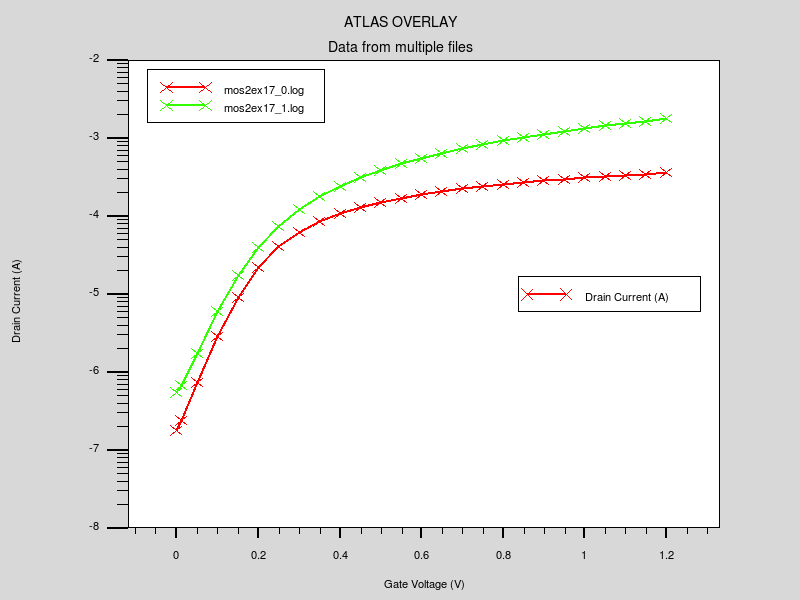 ATLAS OVERLAY
Data from multiple files
mos2ex17_0.log
mos2ex17_1.log
Drain Current (A)
-2
-3
-4
-5
-6
-7
-8
Drain Current (A)
0 0.2 0.4 0.6 0.8 1 1.2
Gate Voltage (V)